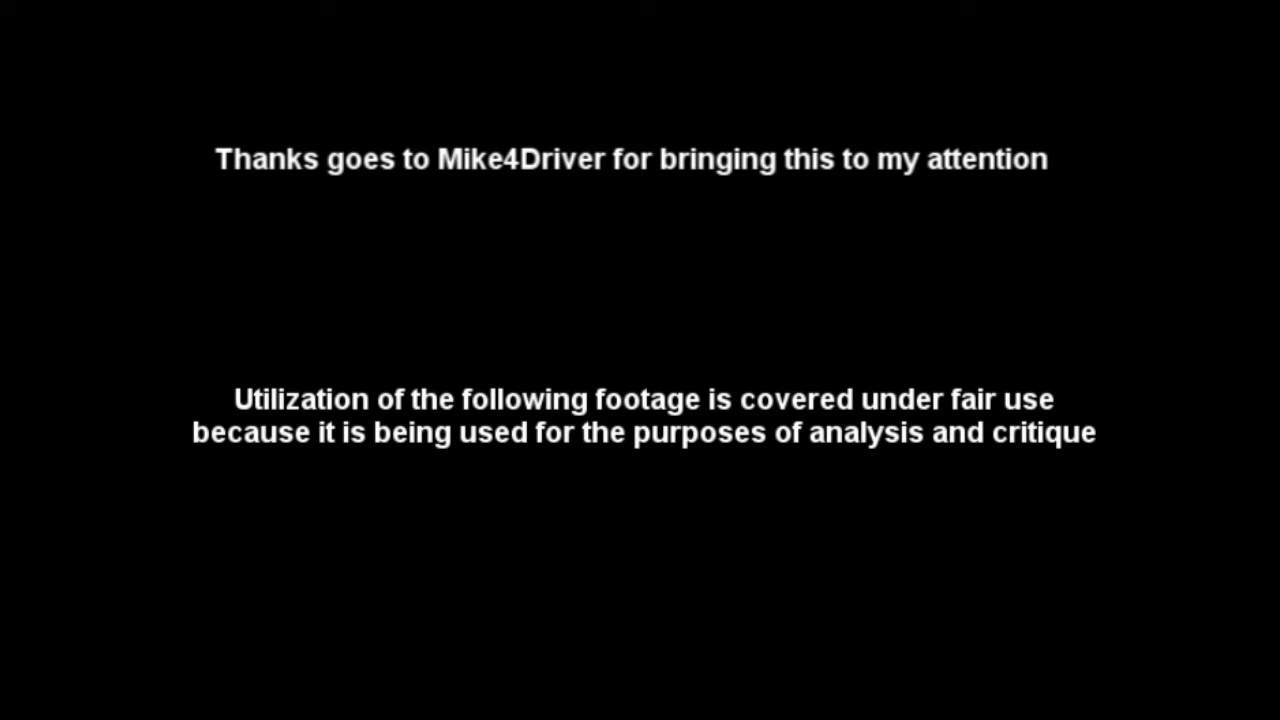 Thanks goes to Mike4Driver for bringing this to my attention
Utilization of the following footage is covered under fair use
because it is being used for the purposes of analysis and critique